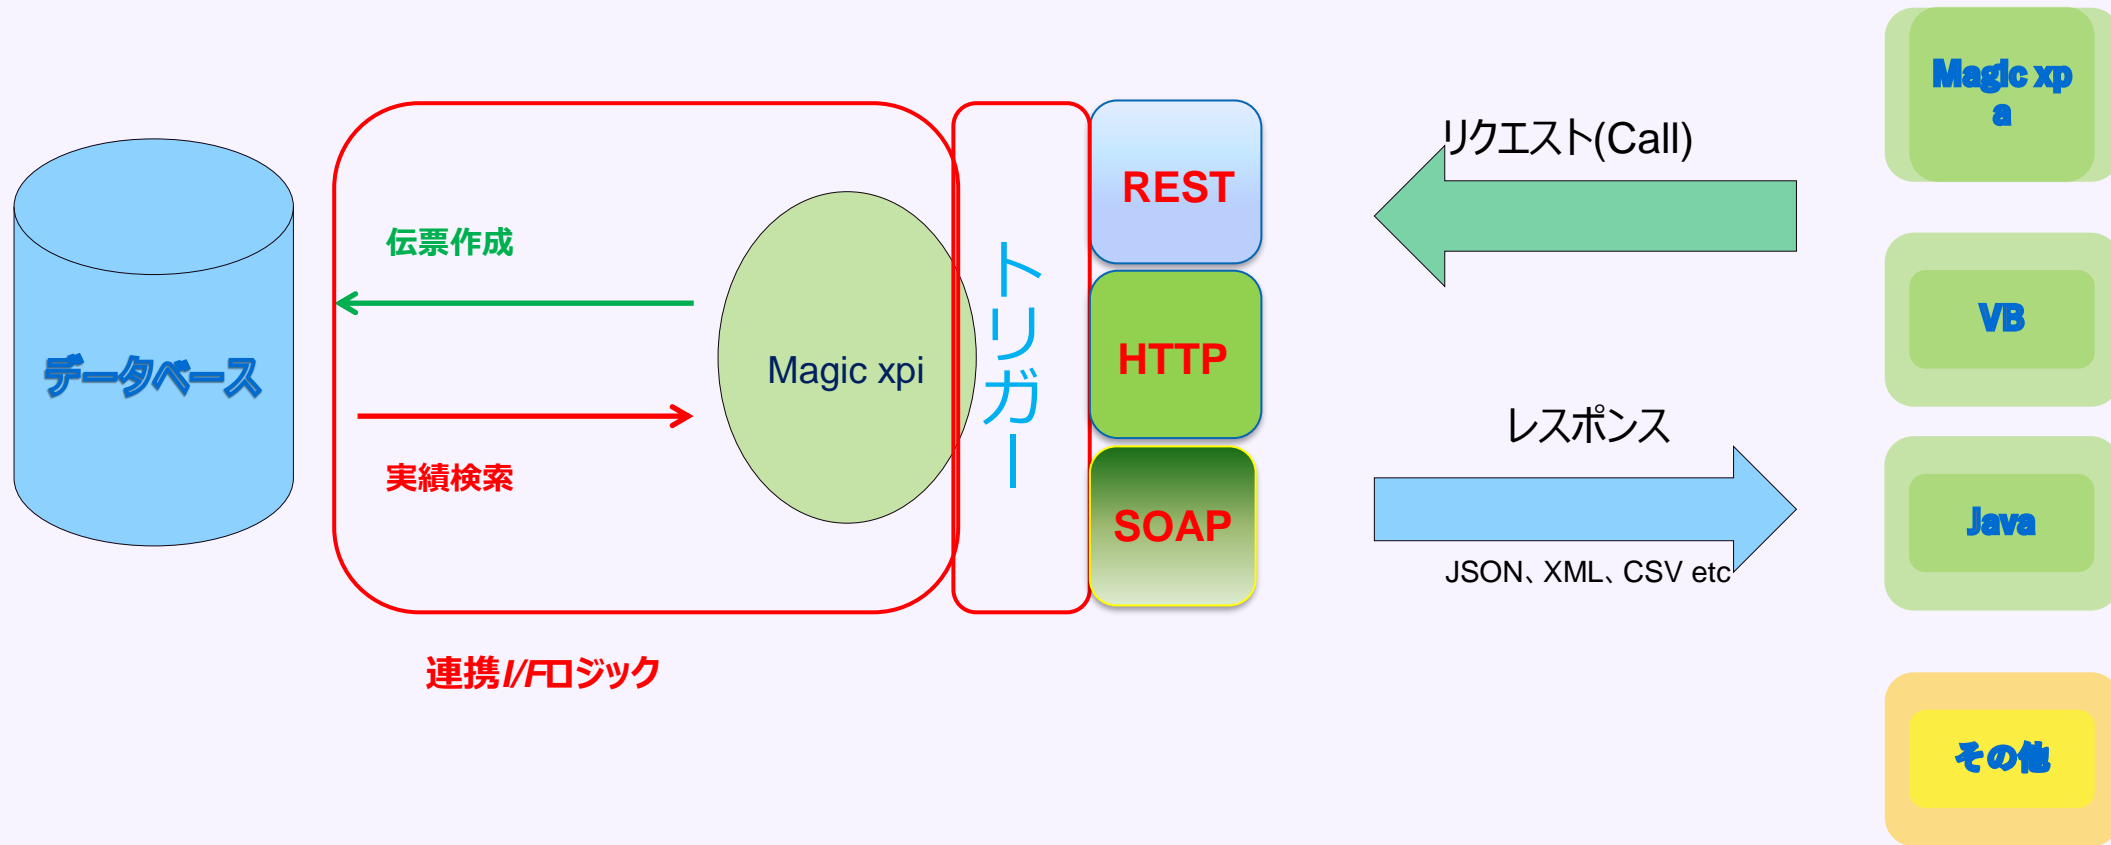 データベース
伝票作成
実績検索
連携I/Fロジック
Magic xpi
トリガー
REST
HTTP
SOAP
リクエスト(Call)
レスポンス
JSON、XML、CSV etc
Magic xp
a
VB
Java
その他